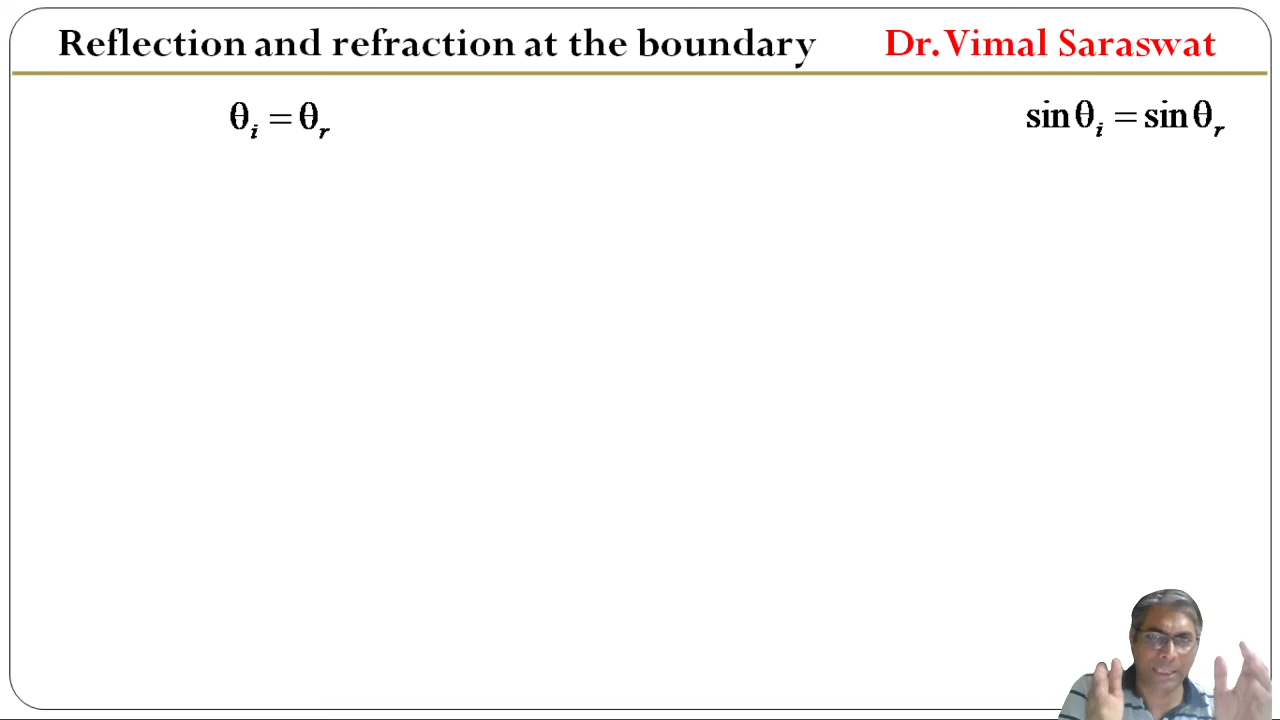 Reflection and refraction at the boundary Dr. Vimal Saraswat
θᵢ = θᵣ sin θᵢ = sin θᵣ